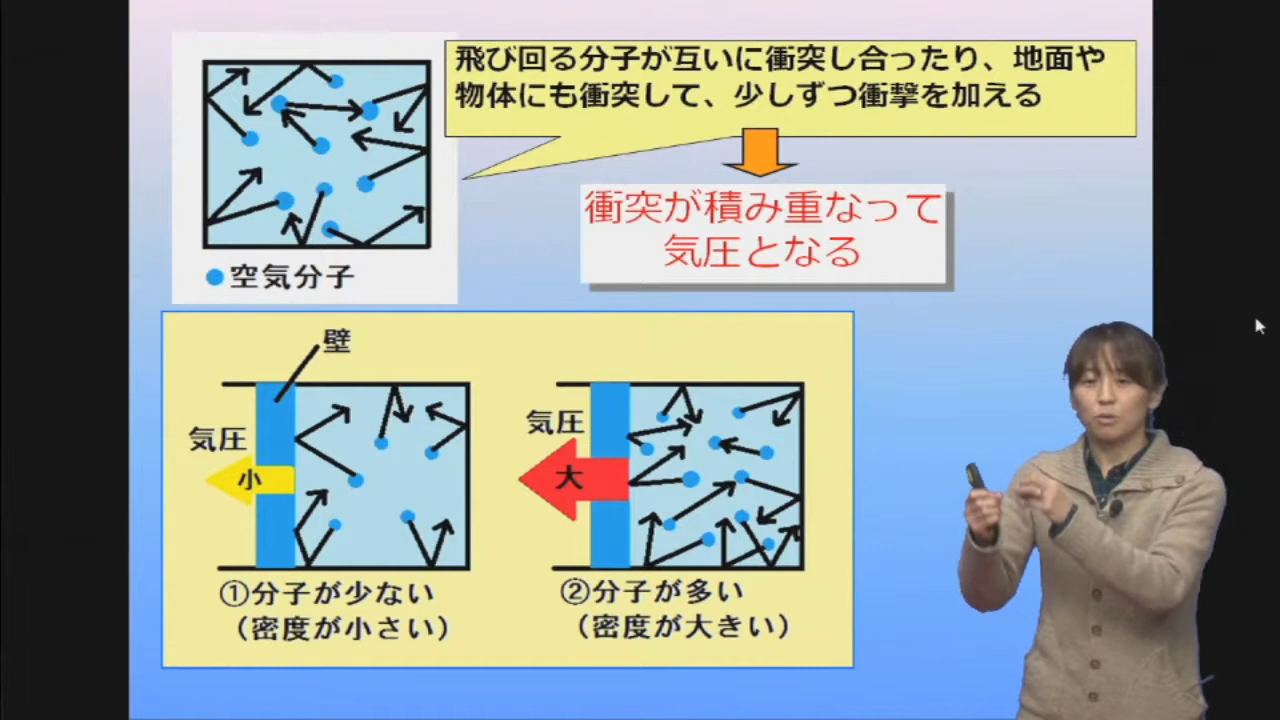 飛び回る分子が互いに衝突し合ったり、地面や
物体にも衝突して、少しずつ衝撃を加える
衝突が積み重なって
気圧となる
空気分子
壁
気圧
小
気圧
大
①分子が少ない
（密度が小さい）
②分子が多い
（密度が大きい）